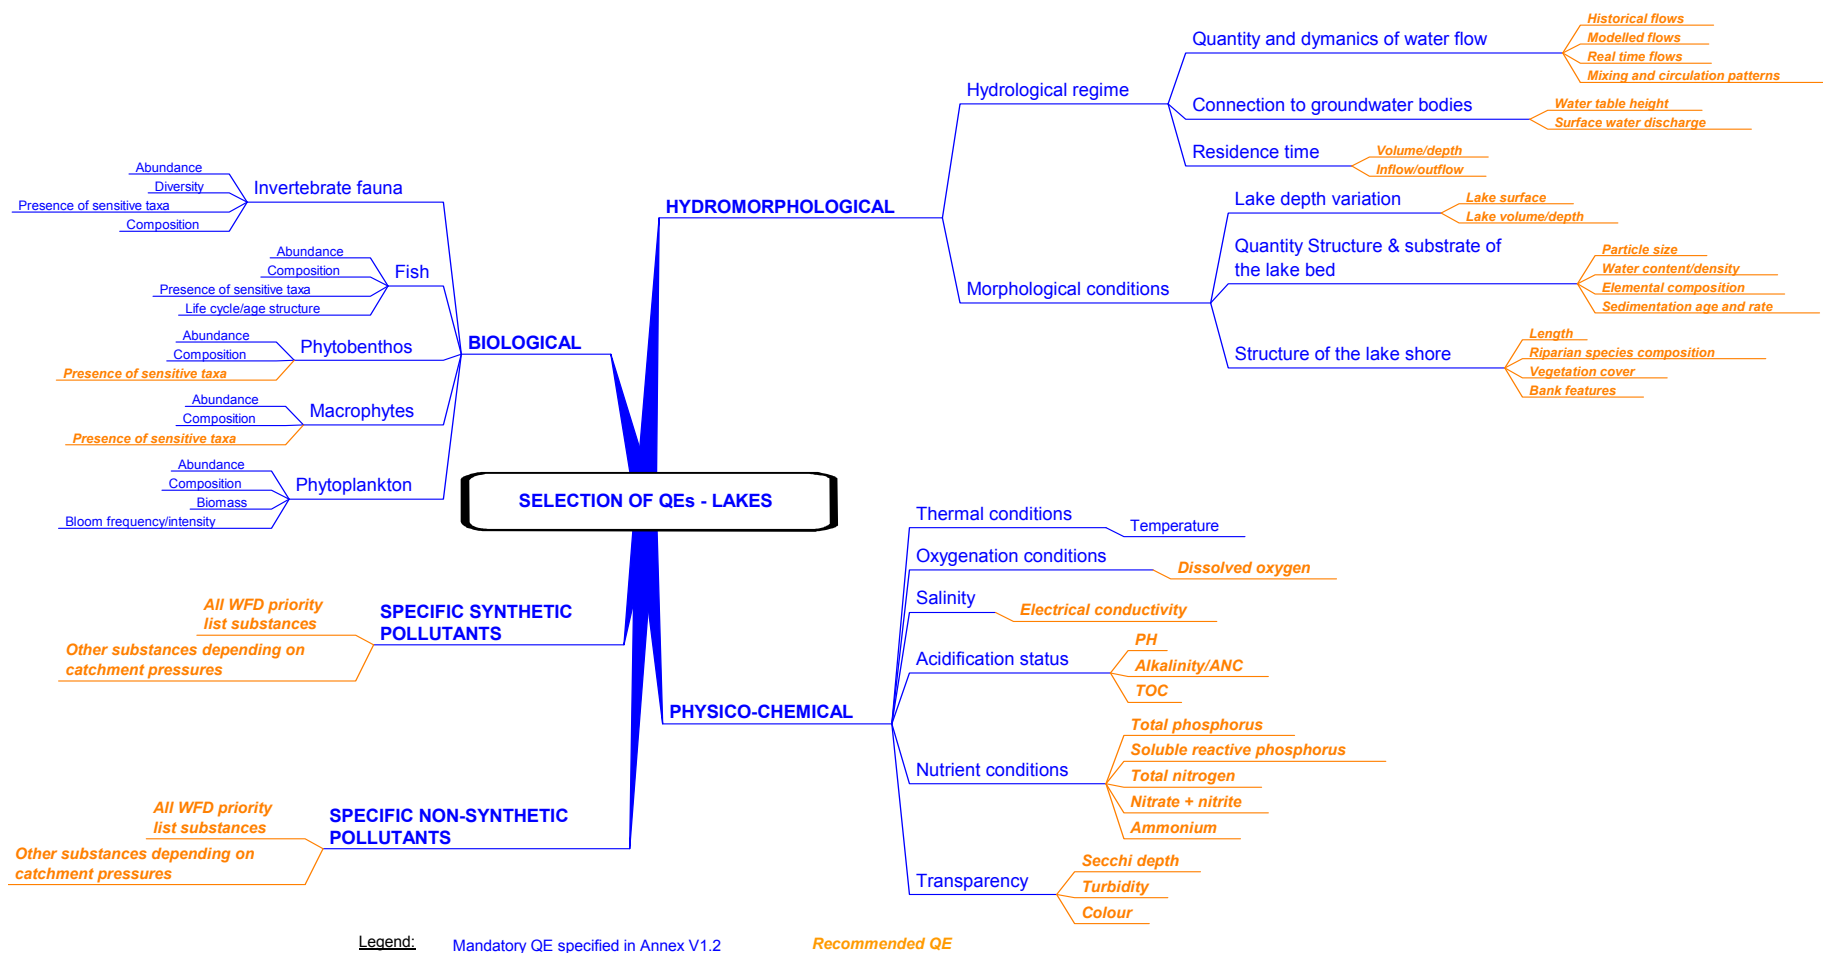 SELECTION OF QEs - LAKES
HYDROMORPHOLOGICAL
Hydrological regime
Quantity and dymanics of water flow
Historical flows
Modelled flows
Real time flows
Mixing and circulation patterns
Connection to groundwater bodies
Water table height
Surface water discharge
Residence time
Volume/depth
Inflow/outflow
Morphological conditions
Lake depth variation
Lake surface
Lake volume/depth
Quantity Structure & substrate of
the lake bed
Particle size
Water content/density
Elemental composition
Sedimentation age and rate
Structure of the lake shore
Length
Riparian species composition
Vegetation cover
Bank features
BIOLOGICAL
Invertebrate fauna
Abundance
Diversity
Presence of sensitive taxa
Composition
Fish
Abundance
Composition
Presence of sensitive taxa
Life cycle/age structure
Phytobenthos
Abundance
Composition
Presence of sensitive taxa
Macrophytes
Abundance
Composition
Presence of sensitive taxa
Phytoplankton
Abundance
Composition
Biomass
Bloom frequency/intensity
SPECIFIC SYNTHETIC
POLLUTANTS
All WFD priority
list substances
Other substances depending on
catchment pressures
SPECIFIC NON-SYNTHETIC
POLLUTANTS
All WFD priority
list substances
Other substances depending on
catchment pressures
PHYSICO-CHEMICAL
Thermal conditions
Temperature
Oxygenation conditions
Dissolved oxygen
Salinity
Electrical conductivity
Acidification status
PH
Alkalinity/ANC
TOC
Nutrient conditions
Total phosphorus
Soluble reactive phosphorus
Total nitrogen
Nitrate + nitrite
Ammonium
Transparency
Secchi depth
Turbidity
Colour
Legend:
Mandatory QE specified in Annex V1.2
Recommended QE